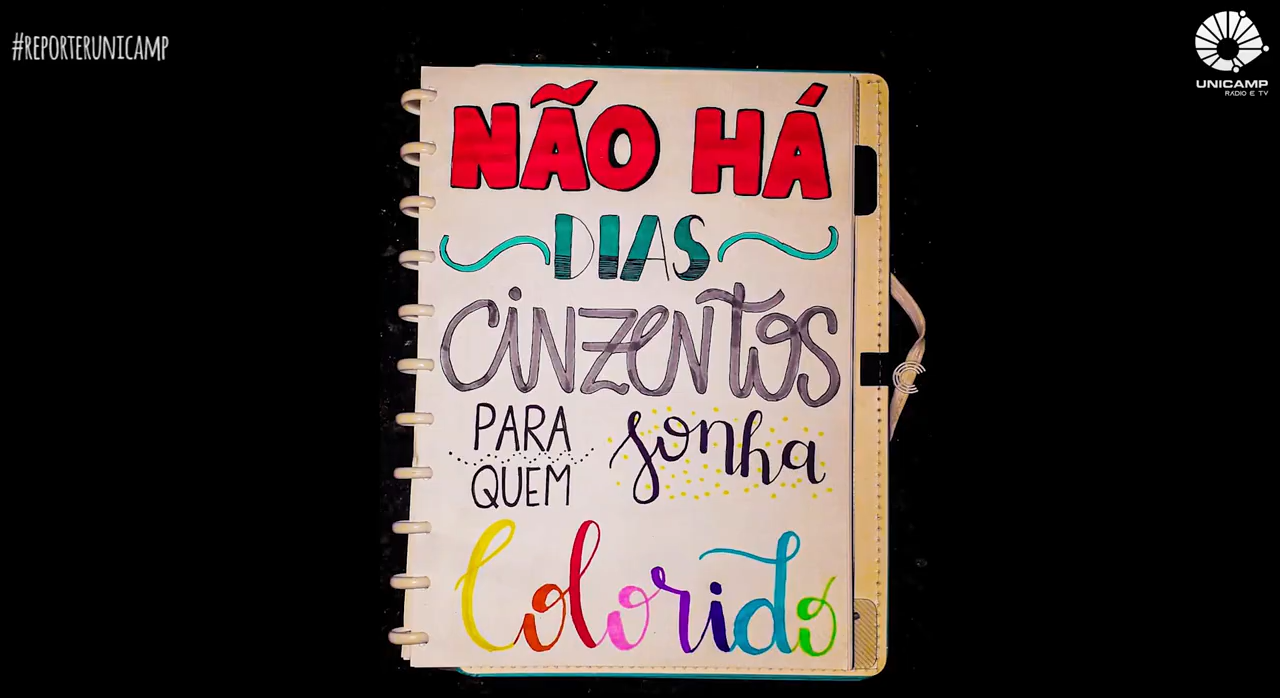 #REPORTERUNICAMP
UNICAMP
RÁDIO E TV
NÃO HÁ
DIAS
CINZENTOS
PARA
QUEM
sonha
Colorido